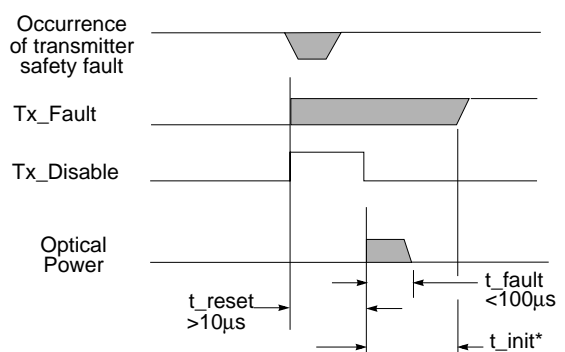 Occurrence
of transmitter
safety fault
Tx_Fault
Tx_Disable
Optical
Power
t_fault
<100μs
t_reset
>10μs
t_init*